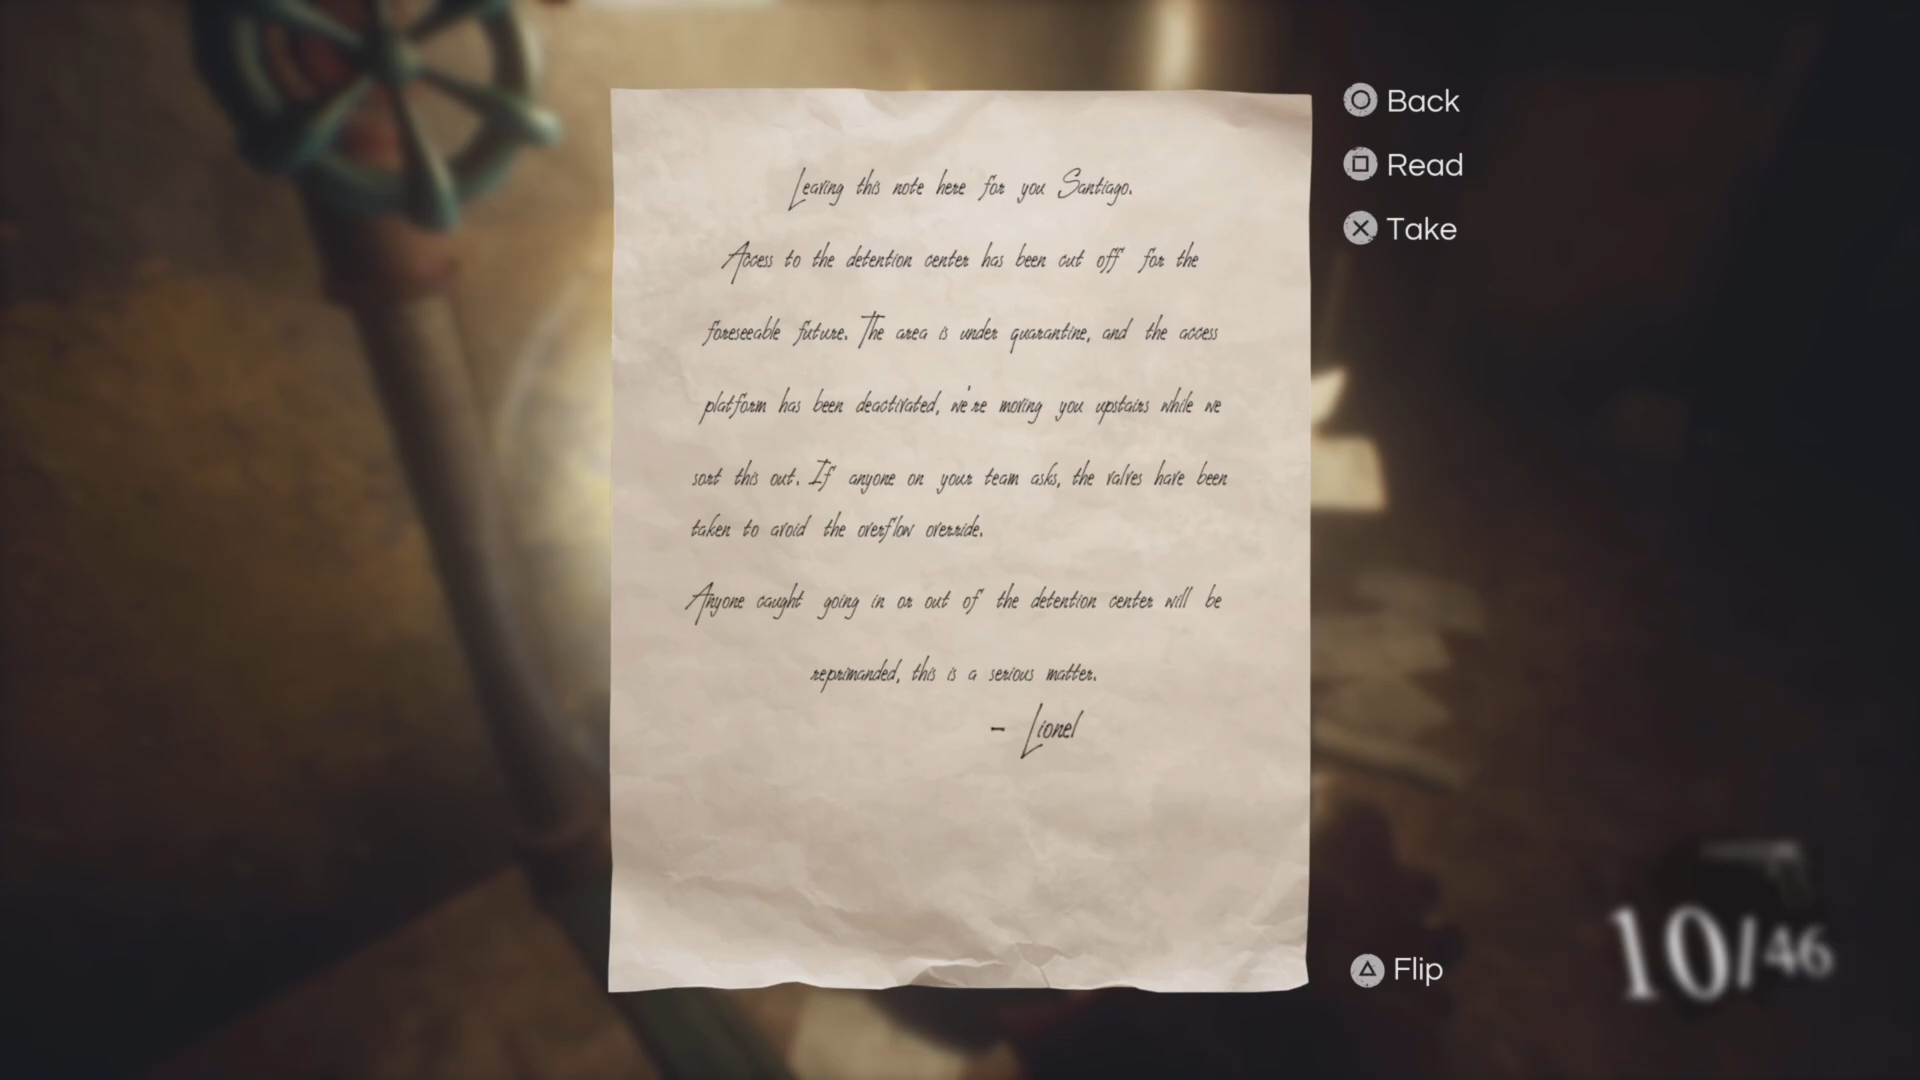 Leaving this note here for you Santiago.
Access to the detention center has been cut off for the
foreseeable future. The area is under quarantine, and the access
platform has been deactivated, we're moving you upstairs while we
sort this out. If anyone on your team asks, the valves have been
taken to avoid the overflow override.
Anyone caught going in or out of the detention center will be
reprimanded, this is a serious matter.
- Lionel
Back
Read
Take
Flip
10/46